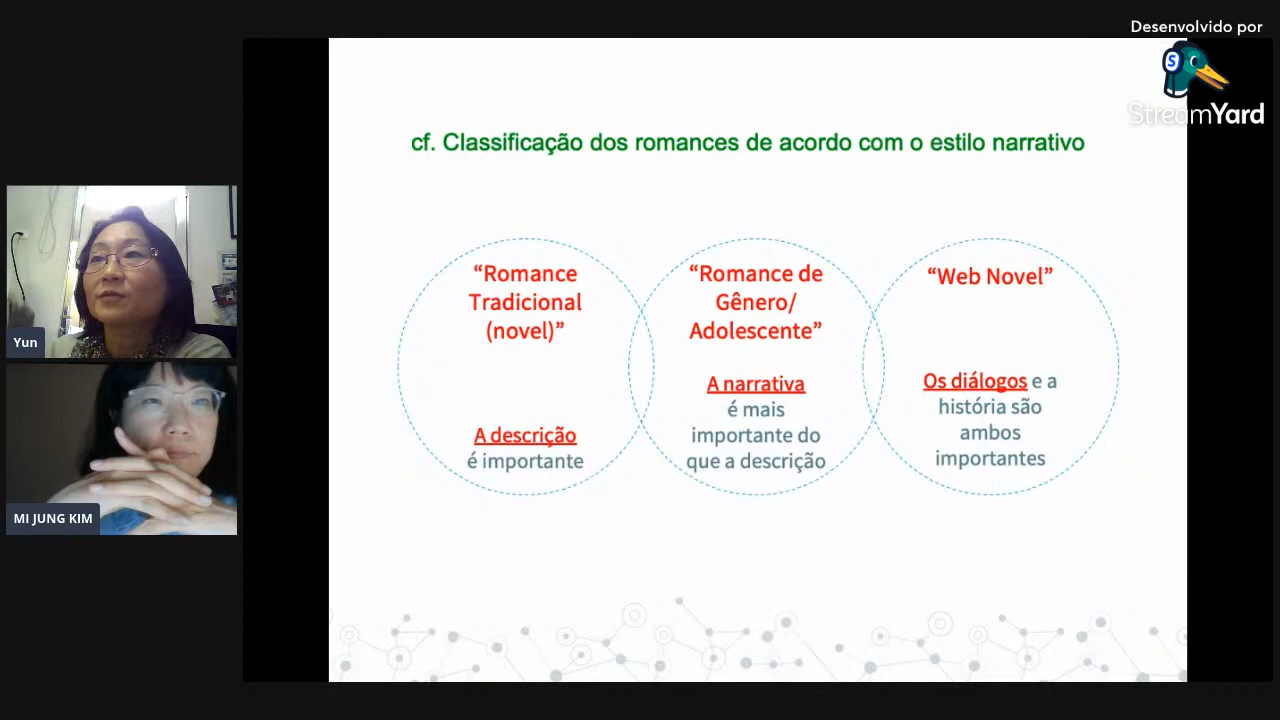 Desenvolvido por
StreamYard
cf. Classificação dos romances de acordo com o estilo narrativo
“Romance
Tradicional
(novel)”
A descrição
é importante
“Romance de
Gênero/
Adolescente”
A narrativa
é mais
importante do
que a descrição
“Web Novel”
Os diálogos e a
história são
ambos
importantes
Yun
MI JUNG KIM